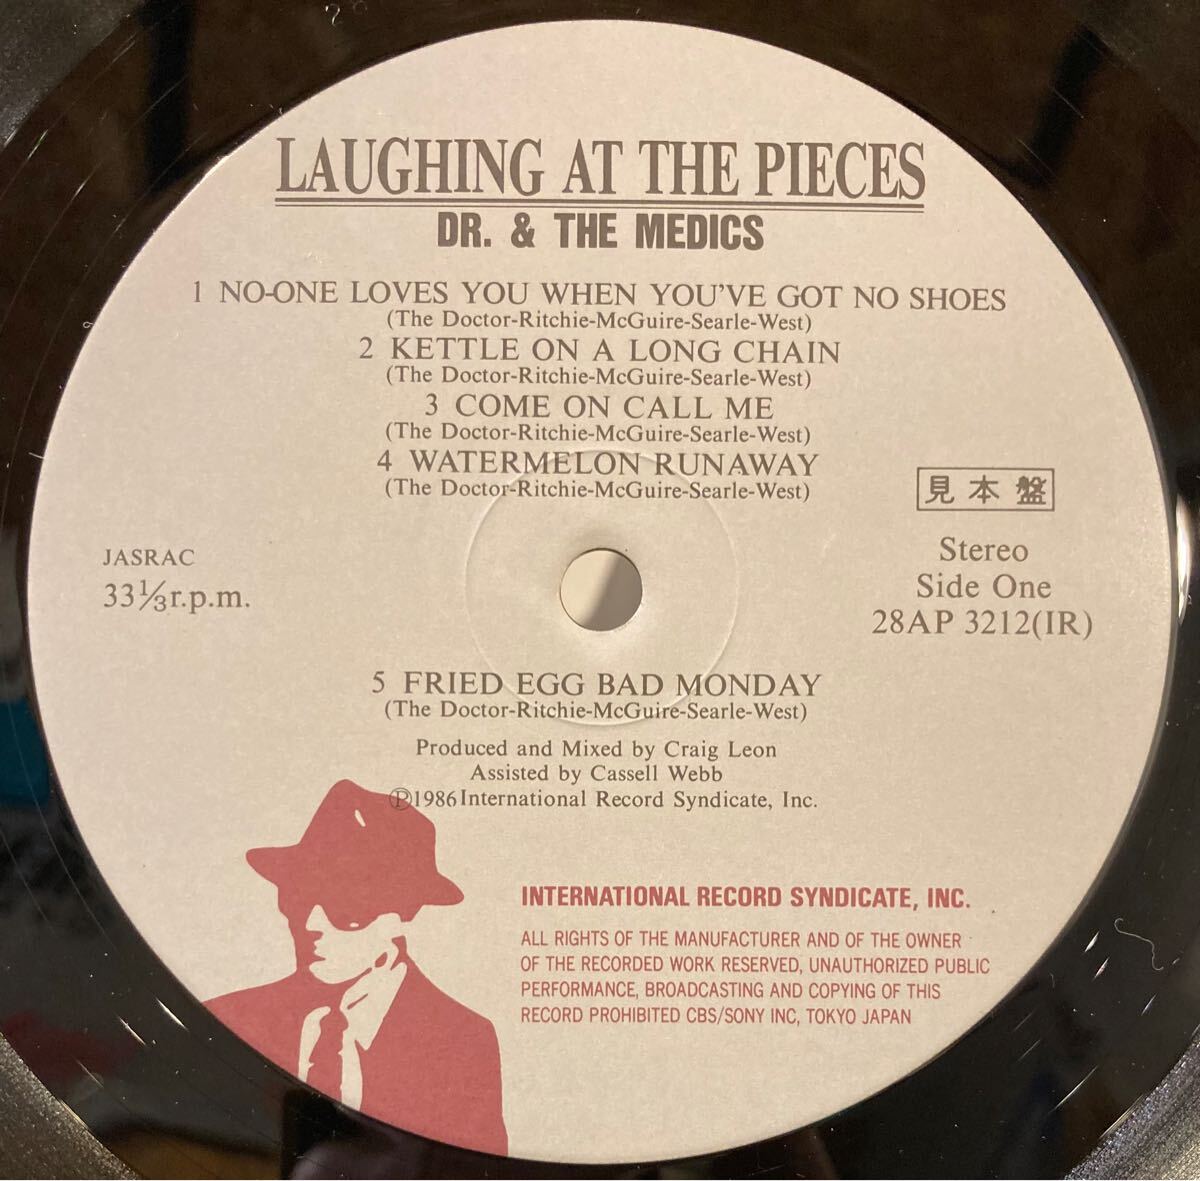 LAUGHING AT THE PIECES
DR. & THE MEDICS
1 NO-ONE LOVES YOU WHEN YOU'VE GOT NO SHOES
(The Doctor-Ritchie-McGuire-Searle-West)
2 KETTLE ON A LONG CHAIN
(The Doctor-Ritchie-McGuire-Searle-West)
3 COME ON CALL ME
(The Doctor-Ritchie-McGuire-Searle-West)
4 WATERMELON RUNAWAY
(The Doctor-Ritchie-McGuire-Searle-West)
見本盤
JASRAC
33⅓r.p.m.
Stereo
Side One
28AP 3212(IR)
5 FRIED EGG BAD MONDAY
(The Doctor-Ritchie-McGuire-Searle-West)
Produced and Mixed by Craig Leon
Assisted by Cassell Webb
℗1986 International Record Syndicate, Inc.
INTERNATIONAL RECORD SYNDICATE, INC.
ALL RIGHTS OF THE MANUFACTURER AND OF THE OWNER
OF THE RECORDED WORK RESERVED, UNAUTHORIZED PUBLIC
PERFORMANCE, BROADCASTING AND COPYING OF THIS
RECORD PROHIBITED CBS/SONY INC, TOKYO JAPAN